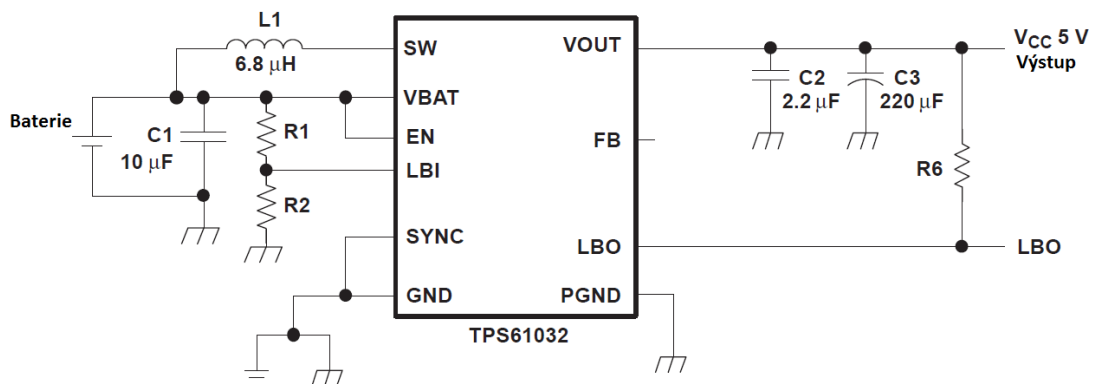 L1
6.8 μH
SW
VOUT
VCC 5 V
Výstup
C2
2.2 μF
C3
220 μF
Baterie
VBAT
C1
10 μF
R1
EN
FB
LBI
R6
R2
SYNC
LBO
LBO
GND
PGND
TPS61032